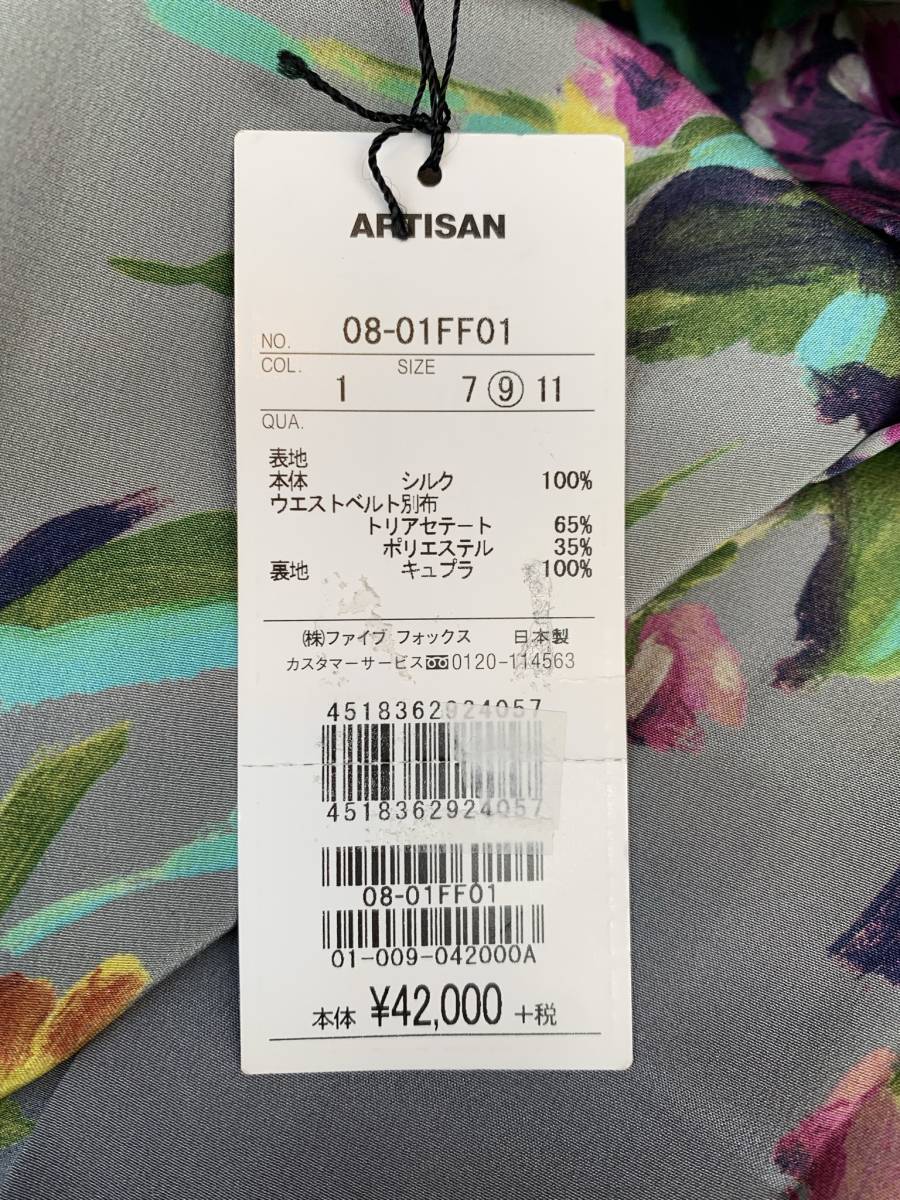 ARTISAN
NO. 08-01FF01
COL. 1 SIZE 7 9 11
QUA.
表地
本体 シルク 100%
ウエストベルト別布
トリアセテート 65%
ポリエステル 35%
裏地 キュプラ 100%
(株)ファイブ フォックス 日本製
カスタマーサービス 0120-114563
4518362924057
4518362924057
08-01FF01
01-009-042000A
本体 ¥42,000 +税